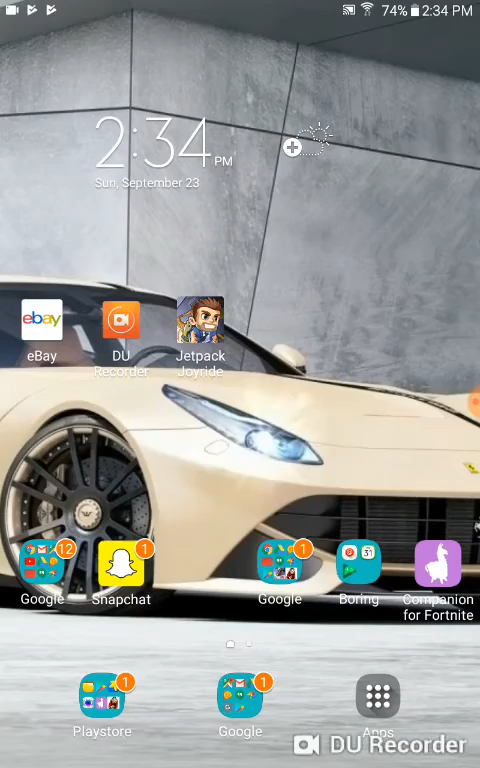 74% 2:34 PM
2:34 PM
Sun, September 23
ebay
eBay
DU
Recorder
Jetpack
Joyride
12
1
1
31
Google
Snapchat
Google
Boring
Companion
for Fortnite
1
1
Playstore
Google
Apps
DU Recorder